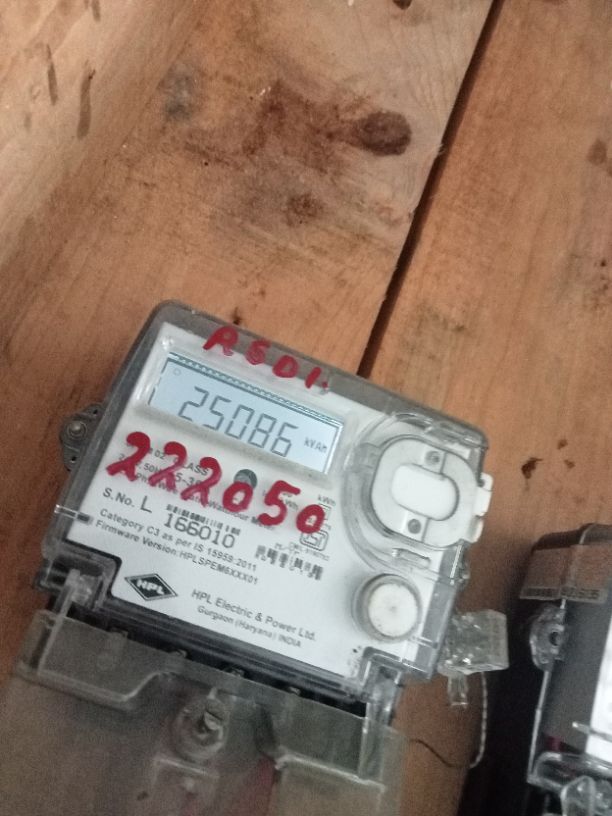 RSD1.
25086 kVAh
222050
S.No. L 166010
Category C3 as per IS 15959:2011
Firmware Version:HPLSPEM6XXX01
HPL
HPL Electric & Power Ltd.
Gurgaon (Haryana) INDIA